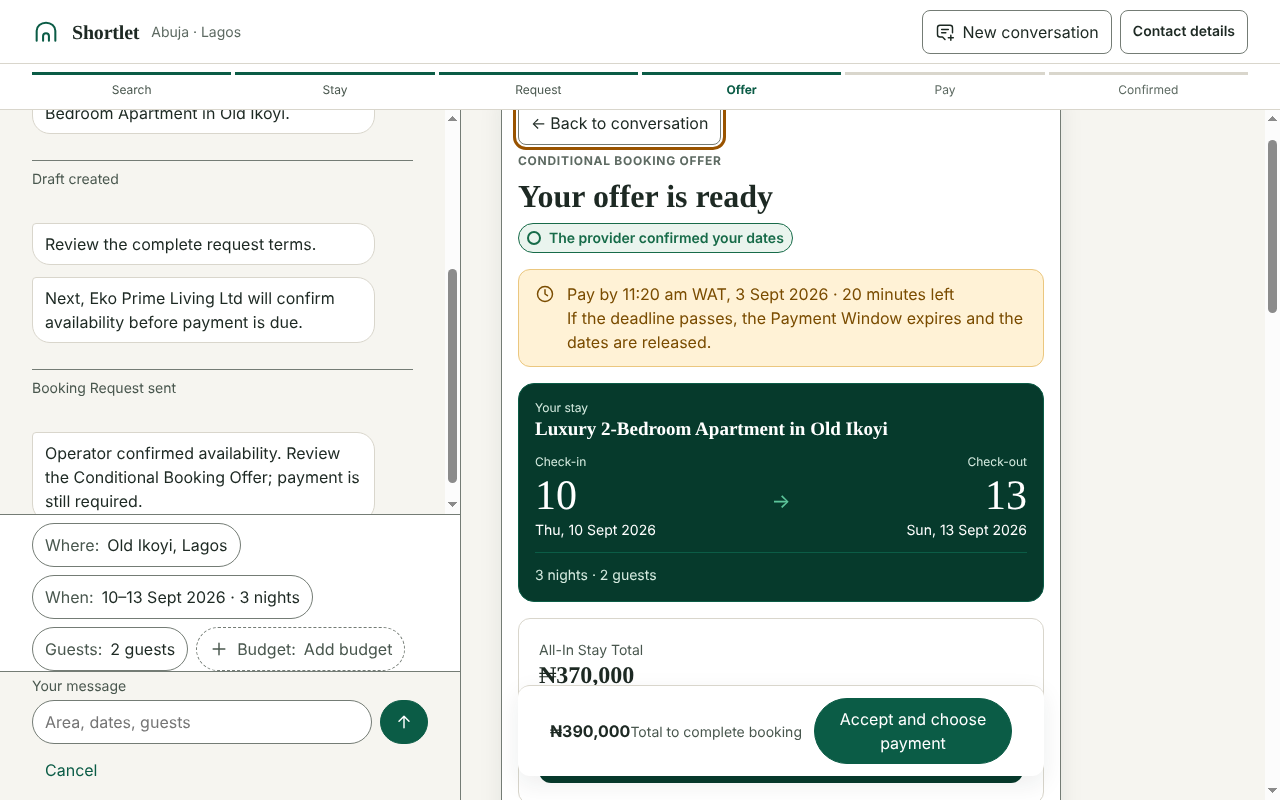 Shortlet
Abuja · Lagos
New conversation
Contact details
Search
Stay
Request
Offer
Pay
Confirmed
Bedroom Apartment in Old Ikoyi.
Draft created
Review the complete request terms.
Next, Eko Prime Living Ltd will confirm
availability before payment is due.
Booking Request sent
Operator confirmed availability. Review
the Conditional Booking Offer; payment is
still required.
Where: Old Ikoyi, Lagos
When: 10–13 Sept 2026 · 3 nights
Guests: 2 guests
Budget: Add budget
Your message
Area, dates, guests
Cancel
← Back to conversation
CONDITIONAL BOOKING OFFER
Your offer is ready
The provider confirmed your dates
Pay by 11:20 am WAT, 3 Sept 2026 · 20 minutes left
If the deadline passes, the Payment Window expires and the
dates are released.
Your stay
Luxury 2-Bedroom Apartment in Old Ikoyi
Check-in
Check-out
10
→
13
Thu, 10 Sept 2026
Sun, 13 Sept 2026
3 nights · 2 guests
All-In Stay Total
₦370,000
₦390,000 Total to complete booking
Accept and choose
payment